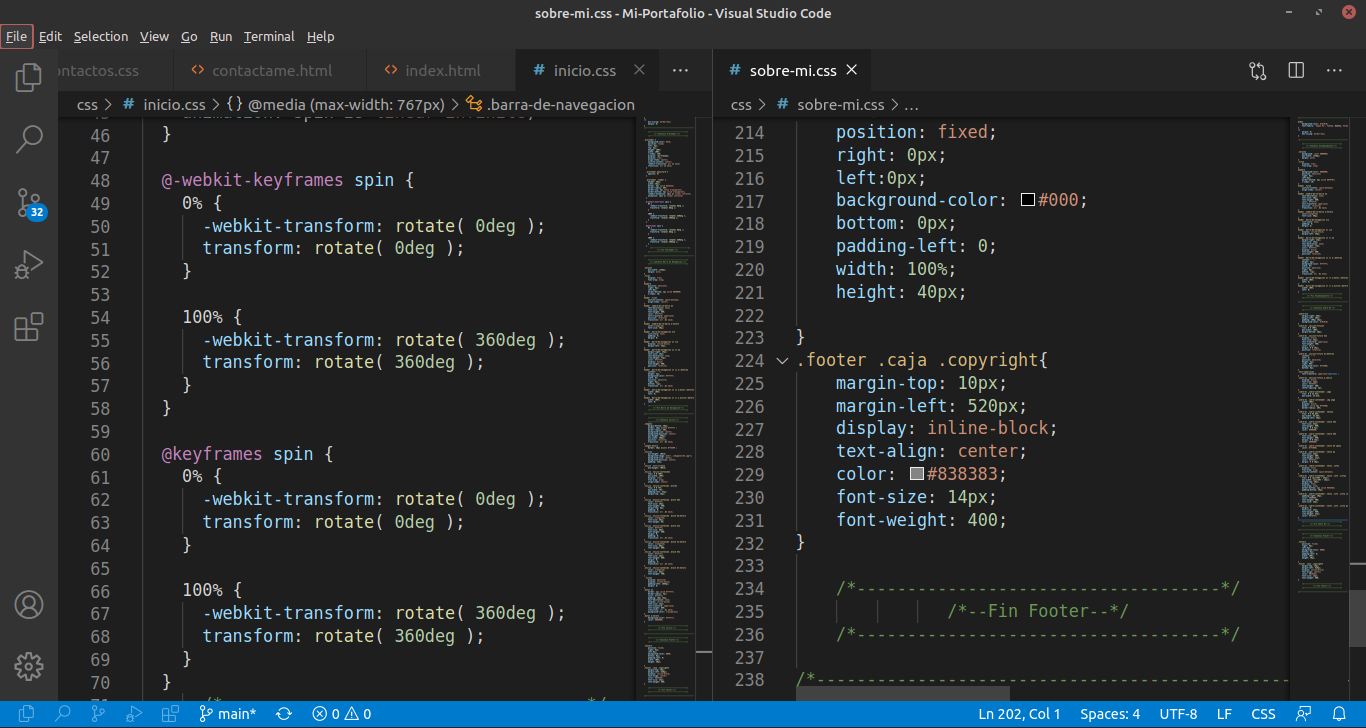 sobre-mi.css - Mi-Portafolio - Visual Studio Code
File Edit Selection View Go Run Terminal Help
ntactos.css
<> contactame.html
<> index.html
# inicio.css
# sobre-mi.css
css > # inicio.css > {} @media (max-width: 767px) > .barra-de-navegacion
46 }
47
48 @-webkit-keyframes spin {
49 0% {
50 -webkit-transform: rotate( 0deg );
51 transform: rotate( 0deg );
52 }
53
54 100% {
55 -webkit-transform: rotate( 360deg );
56 transform: rotate( 360deg );
57 }
58 }
59
60 @keyframes spin {
61 0% {
62 -webkit-transform: rotate( 0deg );
63 transform: rotate( 0deg );
64 }
65
66 100% {
67 -webkit-transform: rotate( 360deg );
68 transform: rotate( 360deg );
69 }
70 }
css > # sobre-mi.css > ...
214 position: fixed;
215 right: 0px;
216 left:0px;
217 background-color: #000;
218 bottom: 0px;
219 padding-left: 0;
220 width: 100%;
221 height: 40px;
222
223 }
224 .footer .caja .copyright{
225 margin-top: 10px;
226 margin-left: 520px;
227 display: inline-block;
228 text-align: center;
229 color: #838383;
230 font-size: 14px;
231 font-weight: 400;
232 }
233
234 /*------------------------------------*/
235 /*--Fin Footer--*/
236 /*------------------------------------*/
237
238 /*-----------------------------------------------
32
main* 0 0
Ln 202, Col 1 Spaces: 4 UTF-8 LF CSS